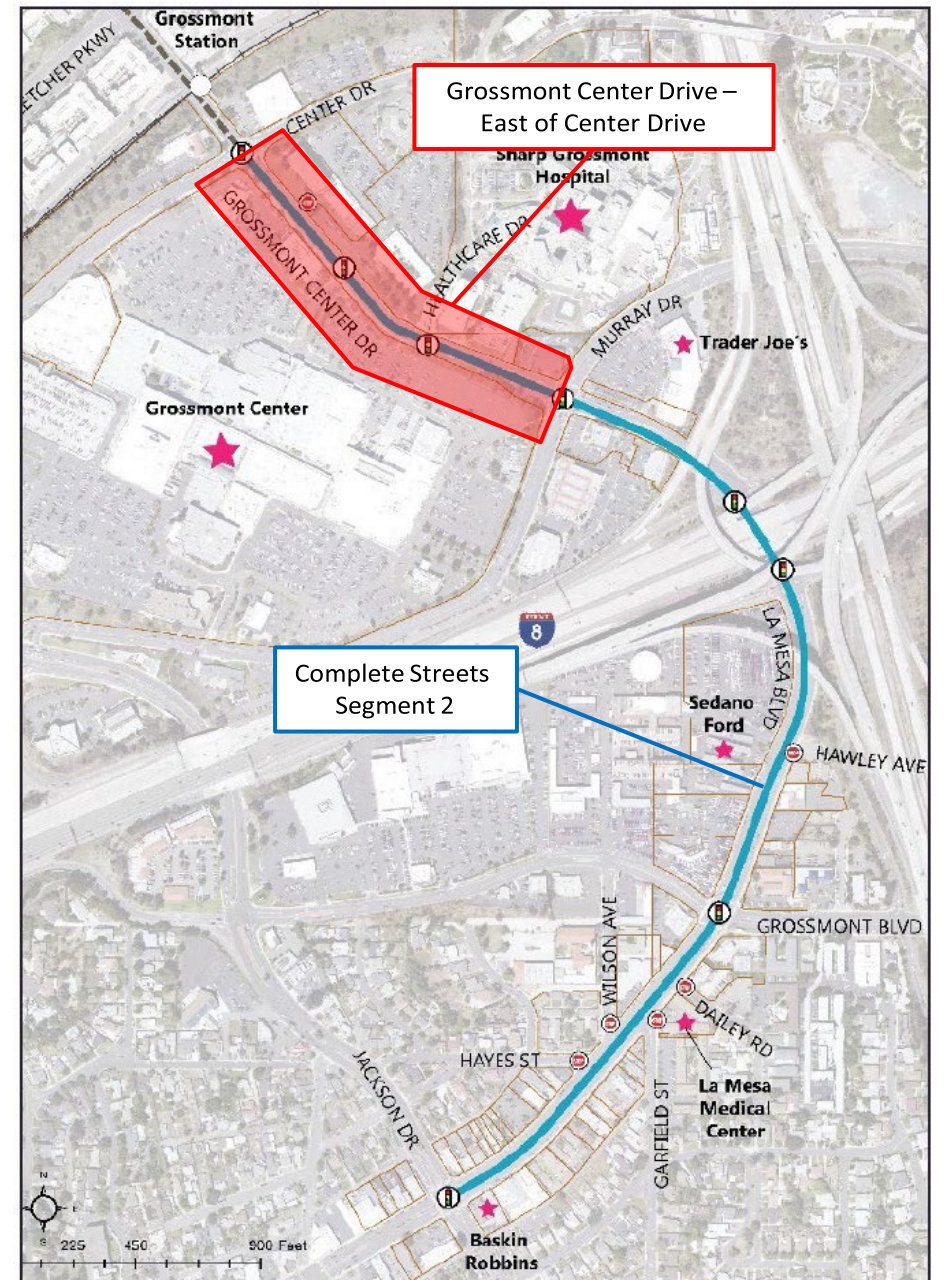 Grossmont
Station
ETCHER PKWY
CENTER DR
Grossmont Center Drive –
East of Center Drive
Sharp Grossmont
Hospital
GROSSMONT CENTER DR
HEALTHCARE DR
MURRAY DR
Trader Joe's
Grossmont Center
INTERSTATE
8
LA MESA BLVD
Complete Streets
Segment 2
Sedano
Ford
HAWLEY AVE
WILSON AVE
GROSSMONT BLVD
DAILEY RD
HAYES ST
JACKSON DR
La Mesa
Medical
Center
GARFIELD ST
N
E
S
225 450 900 Feet
Baskin
Robbins